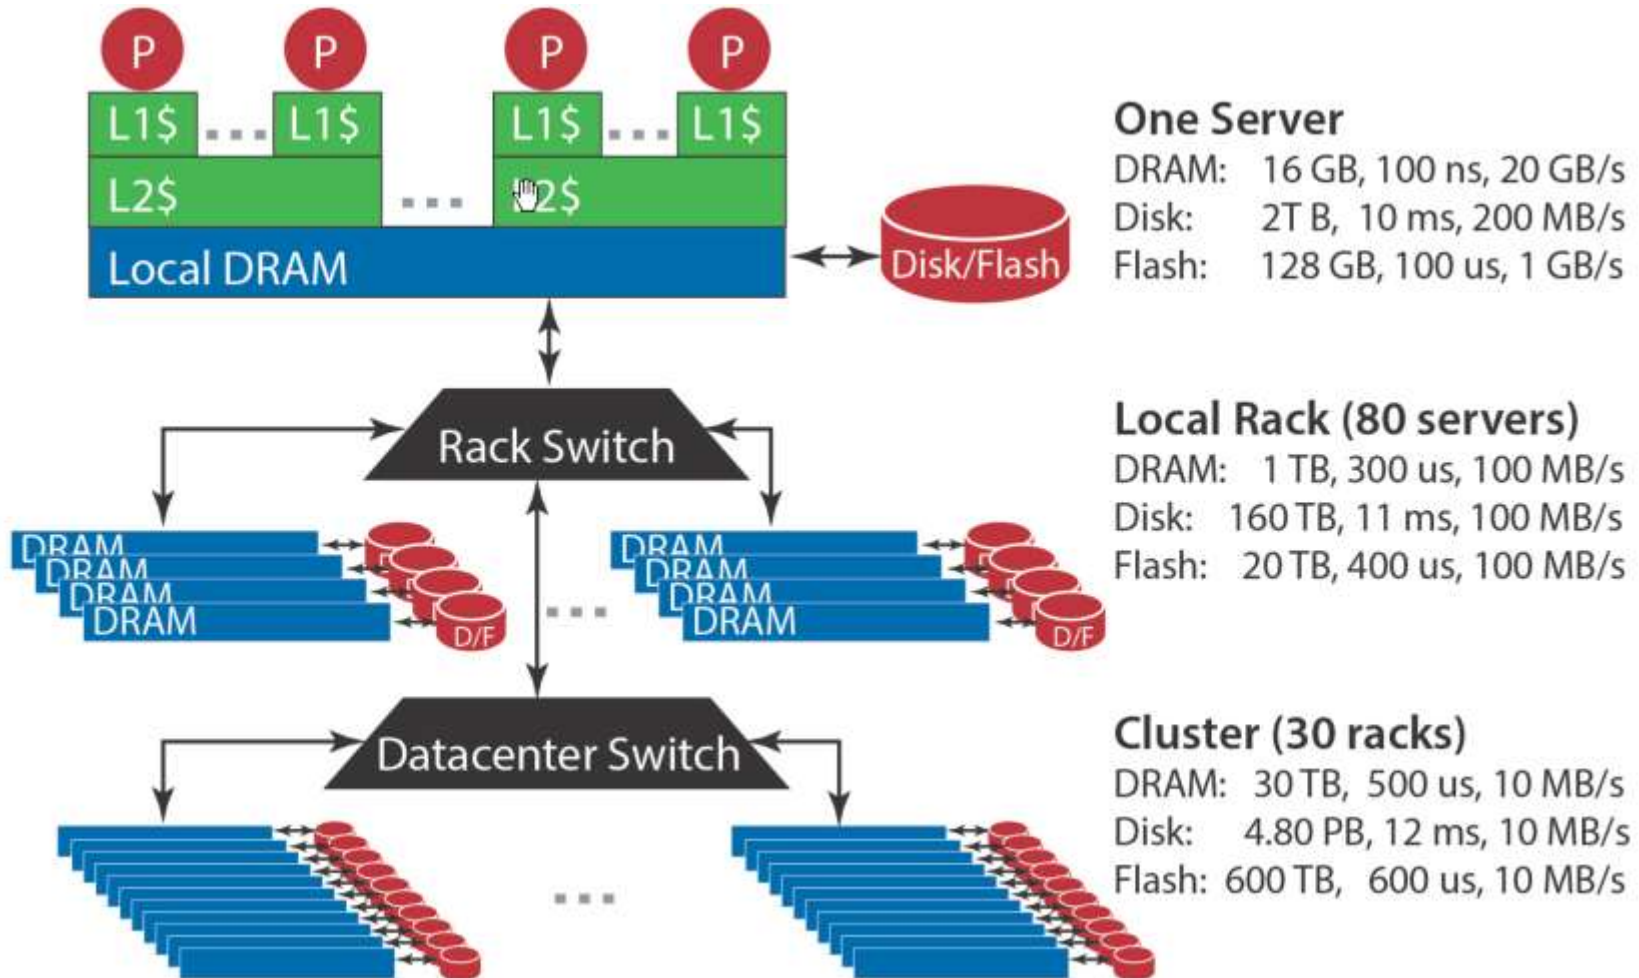 P P P P
L1$ L1$ L1$ L1$
L2$ L2$
Local DRAM
Disk/Flash
One Server
DRAM: 16 GB, 100 ns, 20 GB/s
Disk: 2T B, 10 ms, 200 MB/s
Flash: 128 GB, 100 us, 1 GB/s
Rack Switch
Local Rack (80 servers)
DRAM: 1 TB, 300 us, 100 MB/s
Disk: 160 TB, 11 ms, 100 MB/s
Flash: 20 TB, 400 us, 100 MB/s
DRAM
DRAM
DRAM
DRAM
D/F
DRAM
DRAM
DRAM
DRAM
D/F
Datacenter Switch
Cluster (30 racks)
DRAM: 30 TB, 500 us, 10 MB/s
Disk: 4.80 PB, 12 ms, 10 MB/s
Flash: 600 TB, 600 us, 10 MB/s